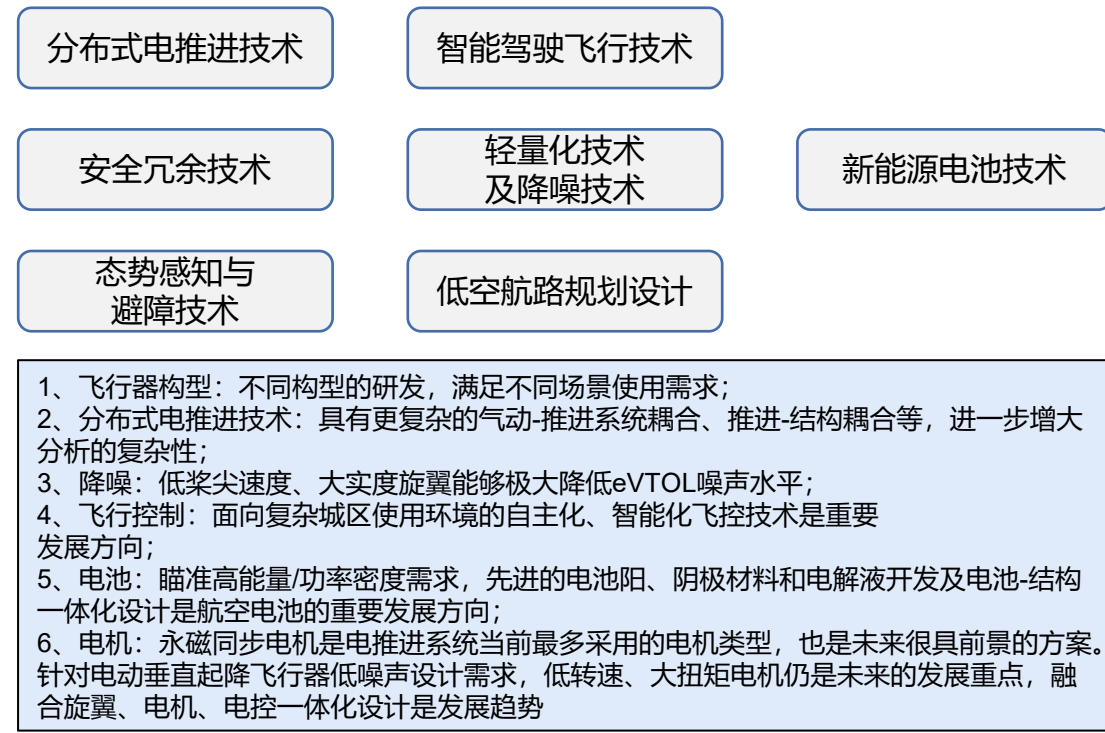 分布式电推进技术
智能驾驶飞行技术
安全冗余技术
轻量化技术
及降噪技术
新能源电池技术
态势感知与
避障技术
低空航路规划设计
1、飞行器构型：不同构型的研发，满足不同场景使用需求；
2、分布式电推进技术：具有更复杂的气动-推进系统耦合、推进-结构耦合等，进一步增大
分析的复杂性；
3、降噪：低桨尖速度、大实度旋翼能够极大降低eVTOL噪声水平；
4、飞行控制：面向复杂城区使用环境的自主化、智能化飞控技术是重要
发展方向；
5、电池：瞄准高能量/功率密度需求，先进的电池阳、阴极材料和电解液开发及电池-结构
一体化设计是航空电池的重要发展方向；
6、电机：永磁同步电机是电推进系统当前最多采用的电机类型，也是未来很具前景的方案。
针对电动垂直起降飞行器低噪声设计需求，低转速、大扭矩电机仍是未来的发展重点，融
合旋翼、电机、电控一体化设计是发展趋势